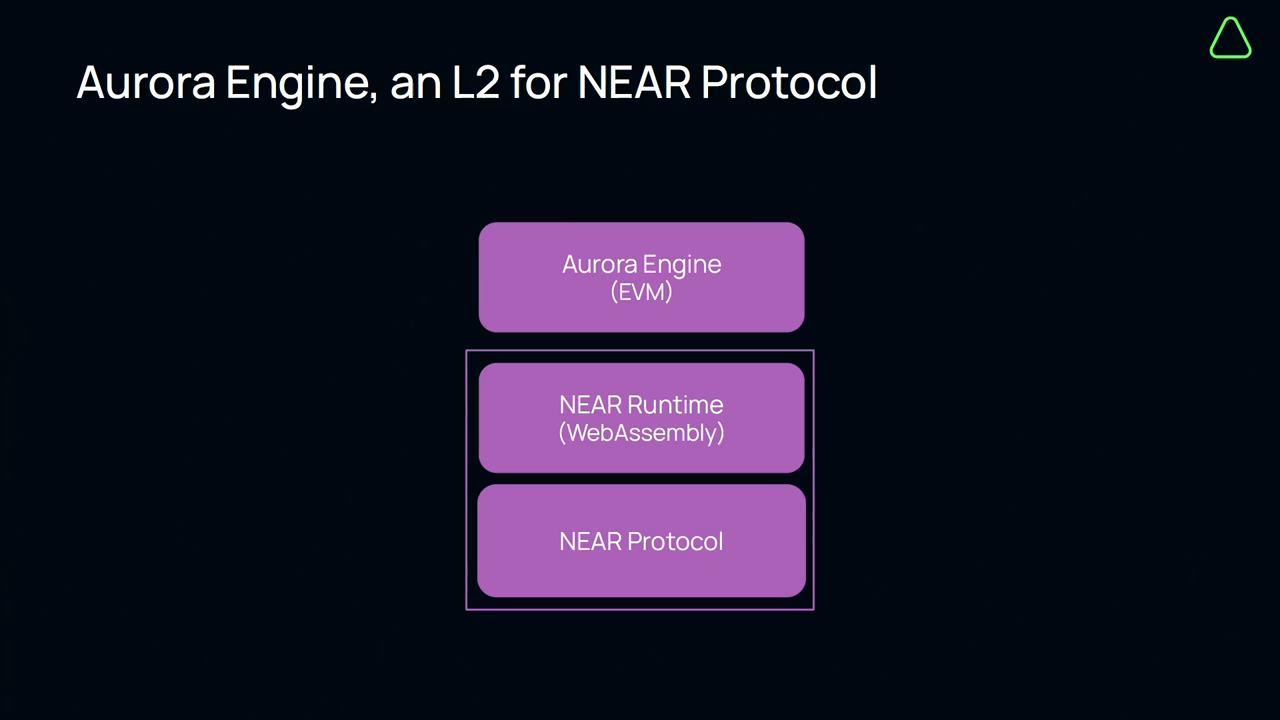 Aurora Engine, an L2 for NEAR Protocol
Aurora Engine
(EVM)
NEAR Runtime
(WebAssembly)
NEAR Protocol